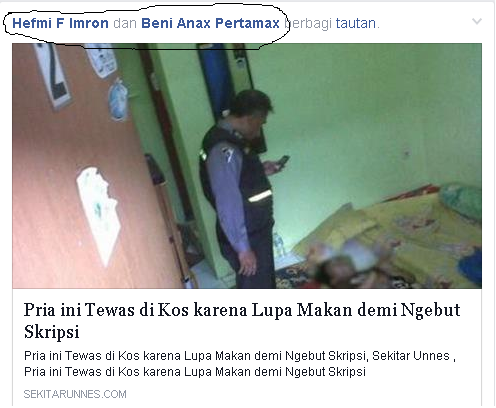 Hefmi F Imron dan Beni Anax Pertamax berbagi tautan.
2
Pria ini Tewas di Kos karena Lupa Makan demi Ngebut
Skripsi
Pria ini Tewas di Kos karena Lupa Makan demi Ngebut Skripsi, Sekitar Unnes ,
Pria ini Tewas di Kos karena Lupa Makan demi Ngebut Skripsi
SEKITARUNNES.COM